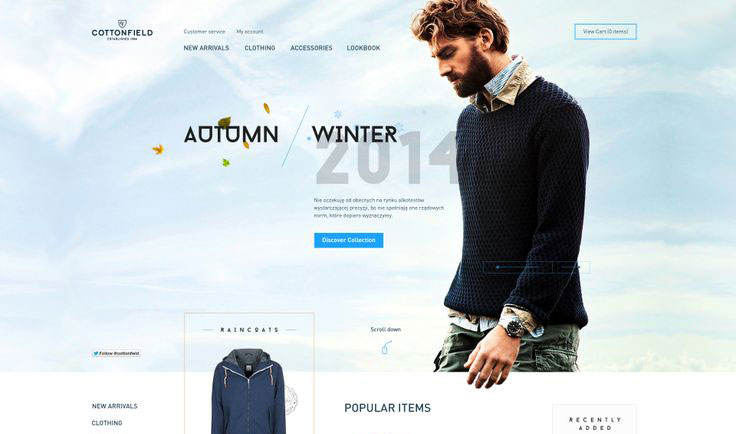 COTTONFIELD
ESTABLISHED 1986
Customer service
My account
View Cart (0 items)
NEW ARRIVALS
CLOTHING
ACCESSORIES
LOOKBOOK
AUTUMN / WINTER
2014
Nie oczekuję od obecnych na rynku alkotestów
wystarczającej precyzji, bo nie spełniają one rządowych
norm, które dopiero wyznaczymy.
Discover Collection
RAINCOATS
Scroll down
Follow @cottonfield
NEW ARRIVALS
CLOTHING
POPULAR ITEMS
RECENTLY
ADDED